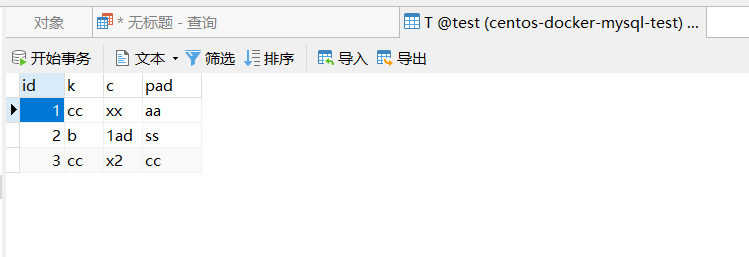 对象 * 无标题 - 查询 T @test (centos-docker-mysql-test) ...
开始事务 文本 筛选 排序 导入 导出
id k c pad
1 cc xx aa
2 b 1ad ss
3 cc x2 cc